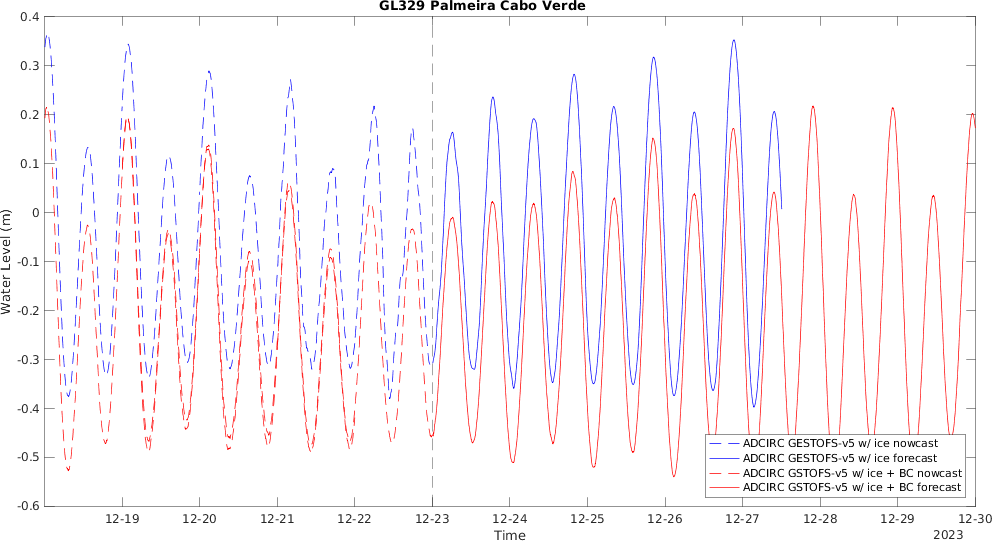 GL329 Palmeira Cabo Verde
0.4
0.3
0.2
0.1
0
-0.1
-0.2
-0.3
-0.4
-0.5
-0.6
Water Level (m)
ADCIRC GESTOFS-v5 w/ ice nowcast
ADCIRC GESTOFS-v5 w/ ice forecast
ADCIRC GSTOFS-v5 w/ ice + BC nowcast
ADCIRC GSTOFS-v5 w/ ice + BC forecast
12-19 12-20 12-21 12-22 12-23 12-24 12-25 12-26 12-27 12-28 12-29 12-30
Time
2023